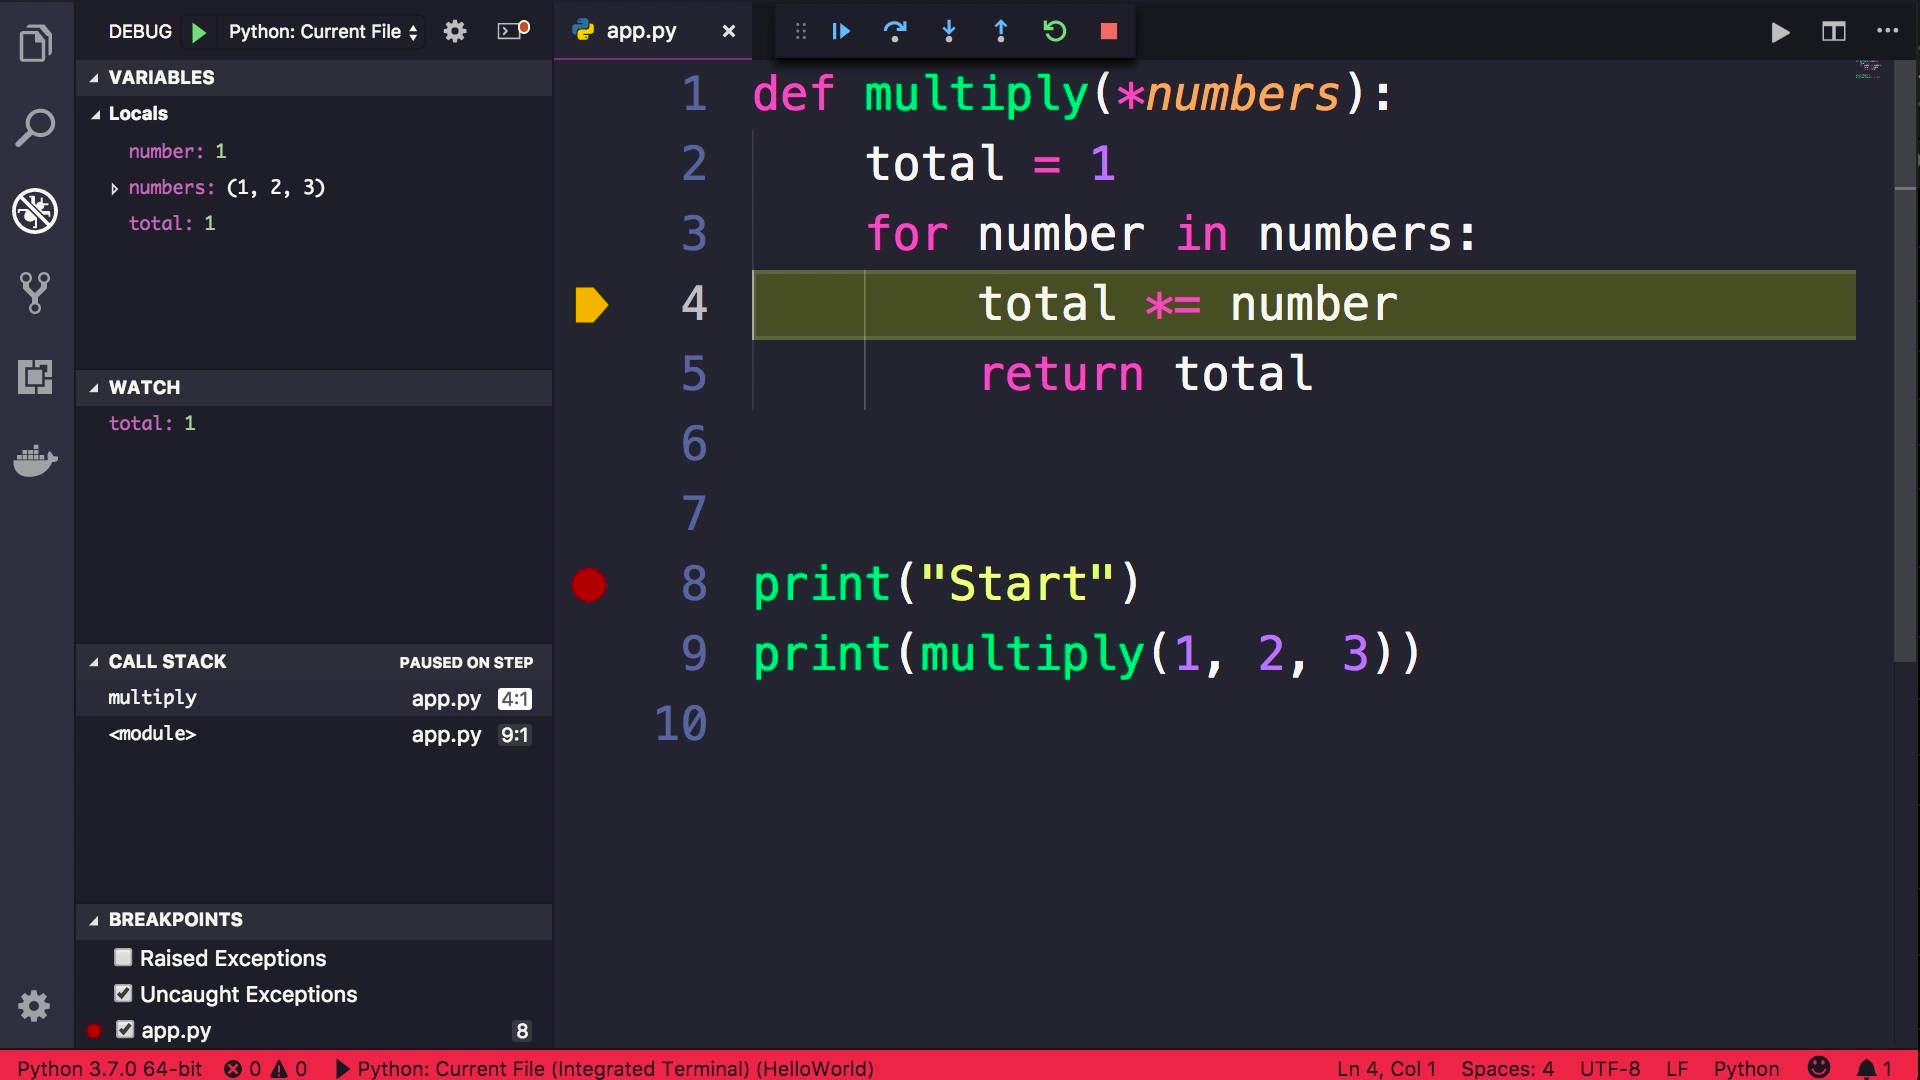 DEBUG Python: Current File
VARIABLES
Locals
number: 1
numbers: (1, 2, 3)
total: 1
WATCH
total: 1
CALL STACK PAUSED ON STEP
multiply app.py 4:1
<module> app.py 9:1
BREAKPOINTS
Raised Exceptions
Uncaught Exceptions
app.py 8
app.py
1 def multiply(*numbers):
2 total = 1
3 for number in numbers:
4 total *= number
5 return total
6
7
8 print("Start")
9 print(multiply(1, 2, 3))
10
Python 3.7.0 64-bit 0 0 Python: Current File (Integrated Terminal) (HelloWorld) Ln 4, Col 1 Spaces: 4 UTF-8 LF Python 1